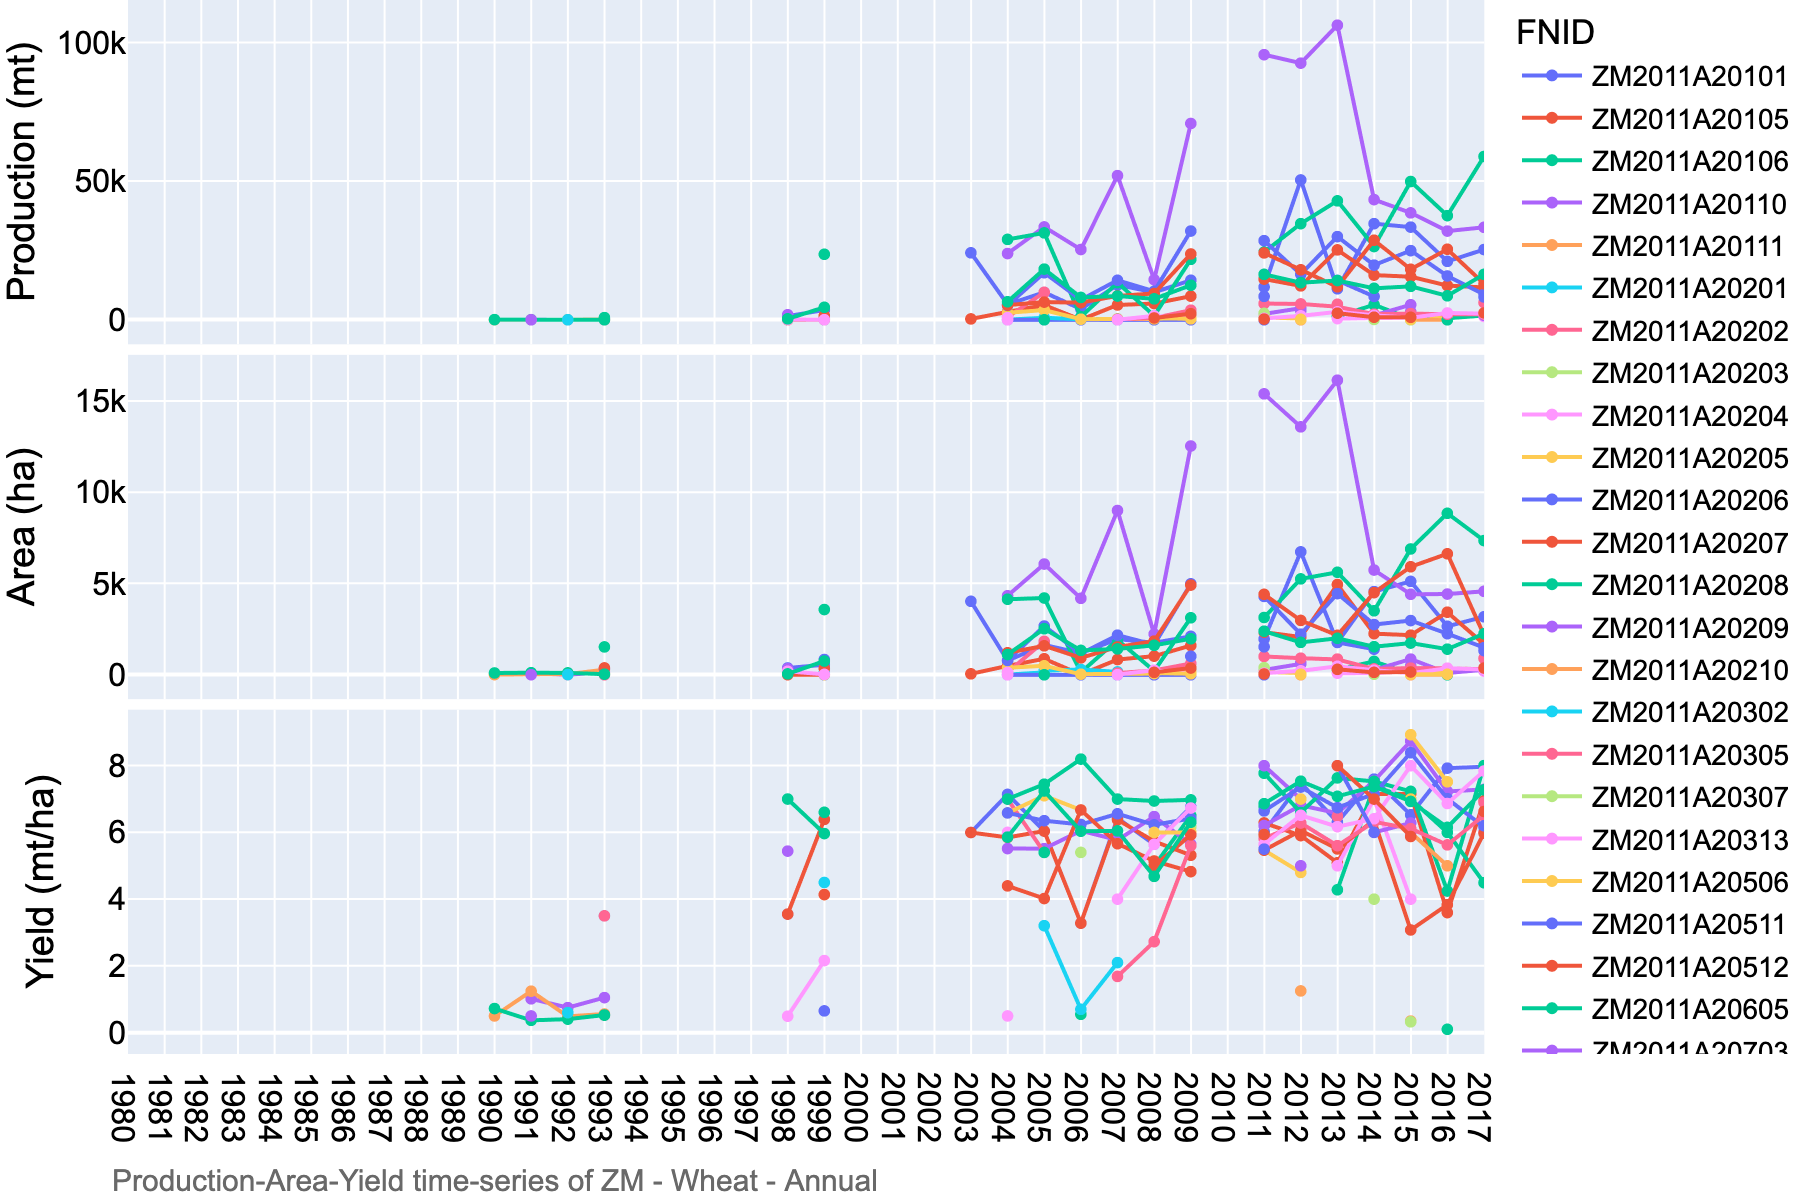 Production (mt)
100k
50k
0
Area (ha)
15k
10k
5k
0
Yield (mt/ha)
8
6
4
2
0
1980 1981 1982 1983 1984 1985 1986 1987 1988 1989 1990 1991 1992 1993 1994 1995 1996 1997 1998 1999 2000 2001 2002 2003 2004 2005 2006 2007 2008 2009 2010 2011 2012 2013 2014 2015 2016 2017
Production-Area-Yield time-series of ZM - Wheat - Annual
FNID
ZM2011A20101
ZM2011A20105
ZM2011A20106
ZM2011A20110
ZM2011A20111
ZM2011A20201
ZM2011A20202
ZM2011A20203
ZM2011A20204
ZM2011A20205
ZM2011A20206
ZM2011A20207
ZM2011A20208
ZM2011A20209
ZM2011A20210
ZM2011A20302
ZM2011A20305
ZM2011A20307
ZM2011A20313
ZM2011A20506
ZM2011A20511
ZM2011A20512
ZM2011A20605
ZM2011A20703